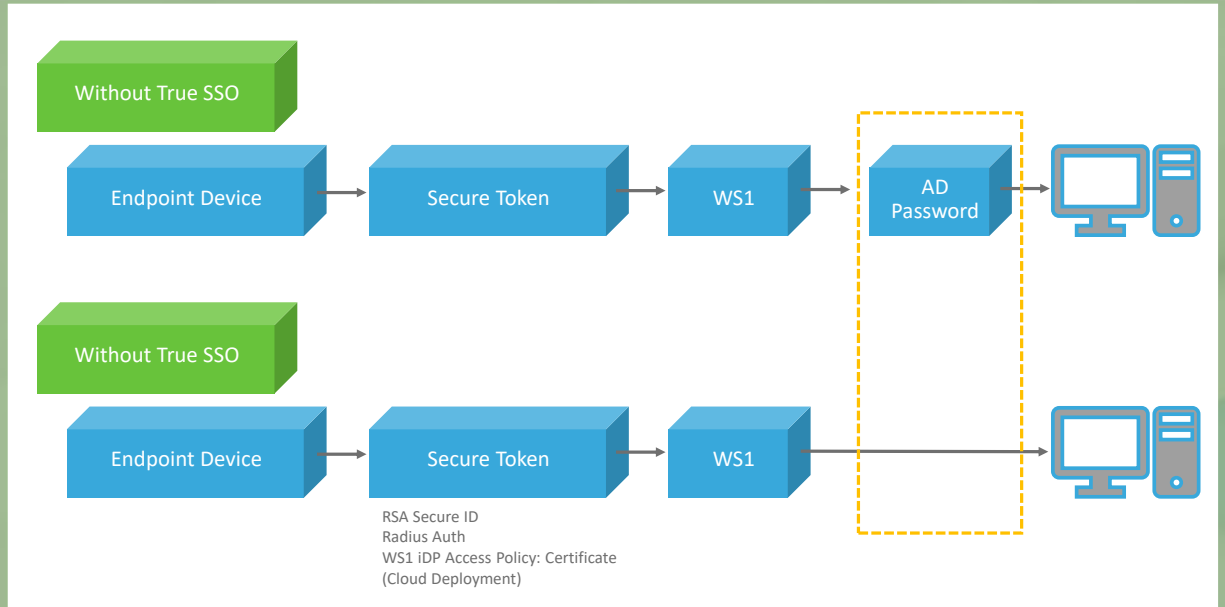 Without True SSO
Endpoint Device
Secure Token
WS1
AD
Password
Without True SSO
Endpoint Device
Secure Token
WS1
RSA Secure ID
Radius Auth
WS1 iDP Access Policy: Certificate
(Cloud Deployment)